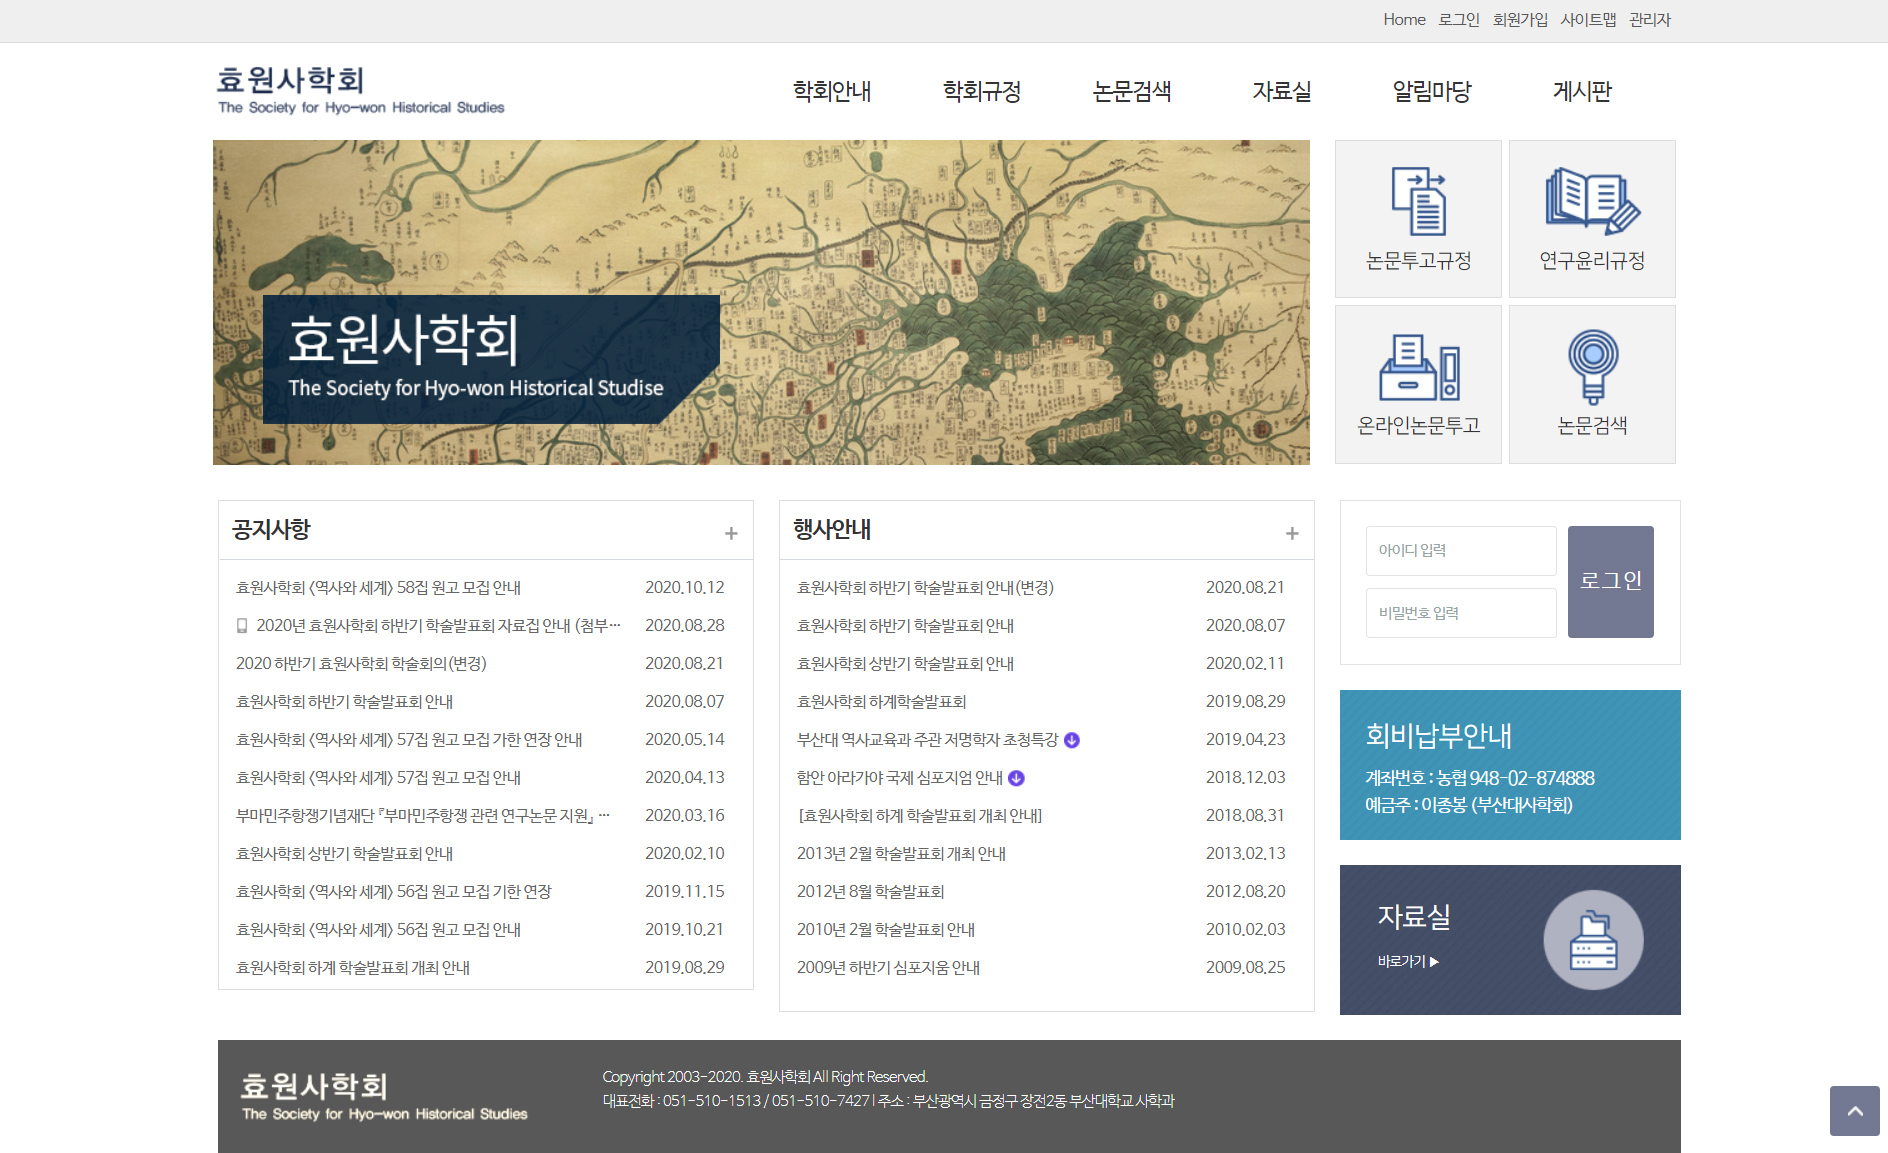 Home 로그인 회원가입 사이트맵 관리자
효원사학회
The Society for Hyo-won Historical Studies
학회안내 학회규정 논문검색 자료실 알림마당 게시판
효원사학회
The Society for Hyo-won Historical Studise
논문투고규정
연구윤리규정
온라인논문투고
논문검색
공지사항
효원사학회 <역사와 세계> 58집 원고 모집 안내 2020.10.12
2020년 효원사학회 하반기 학술발표회 자료집 안내 (첨부… 2020.08.28
2020 하반기 효원사학회 학술회의(변경) 2020.08.21
효원사학회 하반기 학술발표회 안내 2020.08.07
효원사학회 <역사와 세계> 57집 원고 모집 가한 연장 안내 2020.05.14
효원사학회 <역사와 세계> 57집 원고 모집 안내 2020.04.13
부마민주항쟁기념재단 『부마민주항쟁 관련 연구논문 지원』 … 2020.03.16
효원사학회 상반기 학술발표회 안내 2020.02.10
효원사학회 <역사와 세계> 56집 원고 모집 기한 연장 2019.11.15
효원사학회 <역사와 세계> 56집 원고 모집 안내 2019.10.21
효원사학회 하계 학술발표회 개최 안내 2019.08.29
행사안내
효원사학회 하반기 학술발표회 안내(변경) 2020.08.21
효원사학회 하반기 학술발표회 안내 2020.08.07
효원사학회 상반기 학술발표회 안내 2020.02.11
효원사학회 하계학술발표회 2019.08.29
부산대 역사교육과 주관 저명학자 초청특강 2019.04.23
함안 아라가야 국제 심포지엄 안내 2018.12.03
[효원사학회 하계 학술발표회 개최 안내] 2018.08.31
2013년 2월 학술발표회 개최 안내 2013.02.13
2012년 8월 학술발표회 2012.08.20
2010년 2월 학술발표회 안내 2010.02.03
2009년 하반기 심포지움 안내 2009.08.25
아이디 입력
비밀번호 입력
로그인
회비납부안내
계좌번호 : 농협 948-02-874888
예금주 : 이종봉 (부산대사학회)
자료실
바로가기 ▶
효원사학회
The Society for Hyo-won Historical Studies
Copyright 2003-2020. 효원사학회 All Right Reserved.
대표전화 : 051-510-1513 / 051-510-7427 | 주소 : 부산광역시 금정구 장전2동 부산대학교 사학과